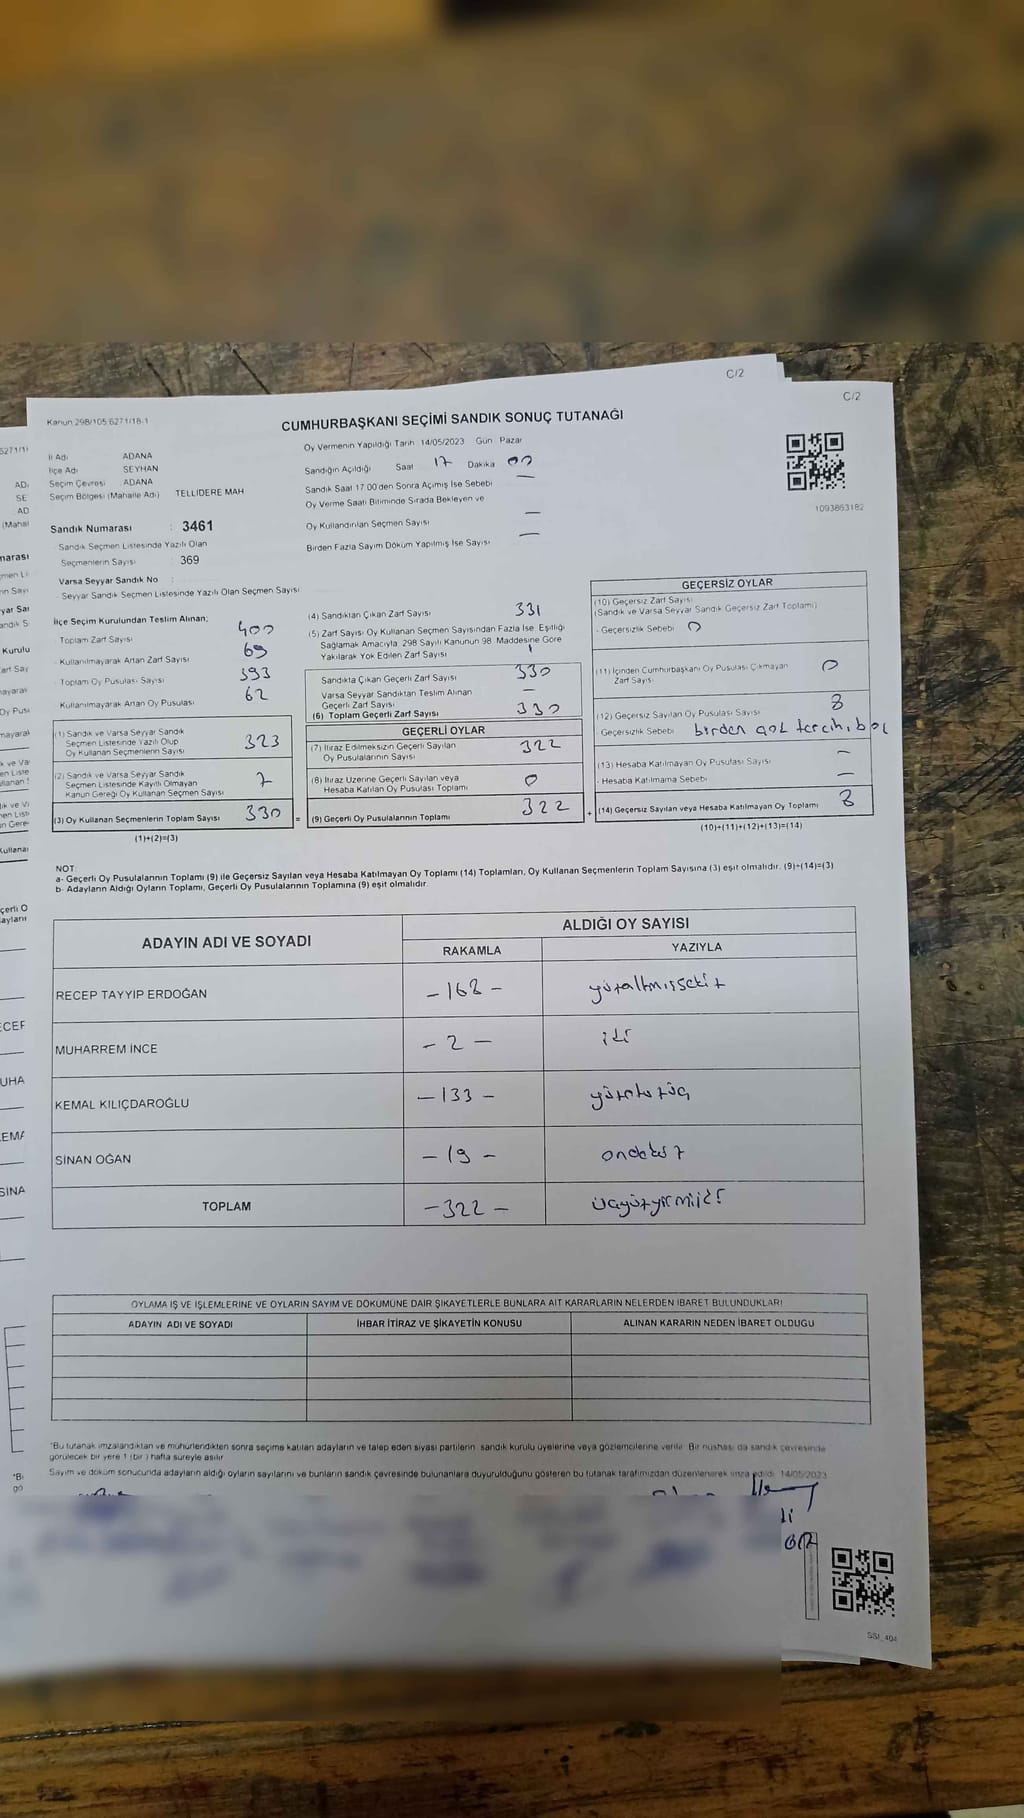 C/2
C/2
Kanun 298/105 6271/18-1
CUMHURBAŞKANI SEÇİMİ SANDIK SONUÇ TUTANAĞI
İl Adı ADANA
İlçe Adı SEYHAN
Seçim Çevresi : ADANA
Seçim Bölgesi (Mahalle Adı) TELLIDERE MAH
Sandık Numarası : 3461
Sandık Seçmen Listesinde Yazılı Olan
Seçmenlerin Sayısı 369
Varsa Seyyar Sandık No :
- Seyyar Sandık Seçmen Listesinde Yazılı Olan Seçmen Sayısı
Oy Vermenin Yapıldığı Tarih 14/05/2023 Gün Pazar
Sandığın Açıldığı Saat 17 Dakika 00
Sandık Saat 17.00'den Sonra Açımış İse Sebebi —
Oy Verme Saati Bitiminde Sırada Bekleyen ve
Oy Kullandırılan Seçmen Sayısı —
Birden Fazla Sayım Döküm Yapılmış İse Sayısı —
1093863182
İlçe Seçim Kurulundan Teslim Alınan;
Toplam Zarf Sayısı 400
- Kullanılmayarak Artan Zarf Sayısı 69
- Toplam Oy Pusulası Sayısı 393
Kullanılmayarak Artan Oy Pusulası 62
(1) Sandık ve Varsa Seyyar Sandık
Seçmen Listesinde Yazılı Olup
Oy Kullanan Seçmenlerin Sayısı 323
(2) Sandık ve Varsa Seyyar Sandık
Seçmen Listesinde Kayıtlı Olmayan
Kanun Gereği Oy Kullanan Seçmen Sayısı 7
(3) Oy Kullanan Seçmenlerin Toplam Sayısı 330 =
(1)+(2)=(3)
(4) Sandıktan Çıkan Zarf Sayısı 331
(5) Zarf Sayısı Oy Kullanan Seçmen Sayısından Fazla İse Eşitliği
Sağlamak Amacıyla, 298 Sayılı Kanunun 98. Maddesine Göre
Yakılarak Yok Edilen Zarf Sayısı 1
Sandıkta Çıkan Geçerli Zarf Sayısı 330
Varsa Seyyar Sandıktan Teslim Alınan
Geçerli Zarf Sayısı —
(6) Toplam Geçerli Zarf Sayısı 330
GEÇERLİ OYLAR
(7) İtiraz Edilmeksizin Geçerli Sayılan
Oy Pusulalarının Sayısı 322
(8) İtiraz Üzerine Geçerli Sayılan veya
Hesaba Katılan Oy Pusulası Toplamı 0
(9) Geçerli Oy Pusulalarının Toplamı 322 +
GEÇERSİZ OYLAR
(10) Geçersiz Zarf Sayısı
(Sandık ve Varsa Seyyar Sandık Geçersiz Zarf Toplamı)
- Geçersizlik Sebebi 0
(11) İçinden Cumhurbaşkanı Oy Pusulası Çıkmayan
Zarf Sayısı 0
(12) Geçersiz Sayılan Oy Pusulası Sayısı 8
- Geçersizlik Sebebi birden çok tercih,
(13) Hesaba Katılmayan Oy Pusulası Sayısı —
- Hesaba Katılmama Sebebi —
(14) Geçersiz Sayılan veya Hesaba Katılmayan Oy Toplamı 8
(10)+(11)+(12)+(13)=(14)
NOT:
a- Geçerli Oy Pusulalarının Toplamı (9) ile Geçersiz Sayılan veya Hesaba Katılmayan Oy Toplamı (14) Toplamları, Oy Kullanan Seçmenlerin Toplam Sayısına (3) eşit olmalıdır. (9)+(14)=(3)
b- Adayların Aldığı Oyların Toplamı, Geçerli Oy Pusulalarının Toplamına (9) eşit olmalıdır
ADAYIN ADI VE SOYADI ALDIĞI OY SAYISI
RAKAMLA YAZIYLA
RECEP TAYYIP ERDOĞAN - 168 - yüzaltmışsekiz
MUHARREM İNCE - 2 - iki
KEMAL KILIÇDAROĞLU - 133 - yüzotuzüç
SİNAN OĞAN - 19 - ondokuz
TOPLAM - 322 - üçyüzyirmiiki
OYLAMA İŞ VE İŞLEMLERİNE VE OYLARIN SAYIM VE DÖKÜMÜNE DAİR ŞİKAYETLERLE BUNLARA AİT KARARLARIN NELERDEN İBARET BULUNDUKLARI
ADAYIN ADI VE SOYADI İHBAR İTİRAZ VE ŞİKAYETİN KONUSU ALINAN KARARIN NEDEN İBARET OLDUĞU
*Bu tutanak imzalandıktan ve mühürlendikten sonra seçime katılan adayların ve talep eden siyasi partilerin sandık kurulu üyelerine veya gözlemcilerine verilir. Bir nüshası da sandık çevresinde
görülecek bir yere 1 (bir) hafta süreyle asılır
Sayım ve döküm sonucunda adayların aldığı oyların sayılarını ve bunların sandık çevresinde bulunanlara duyurulduğunu gösteren bu tutanak tarafımızdan düzenlenerek imza edildi. 14/05/2023
SSI_404